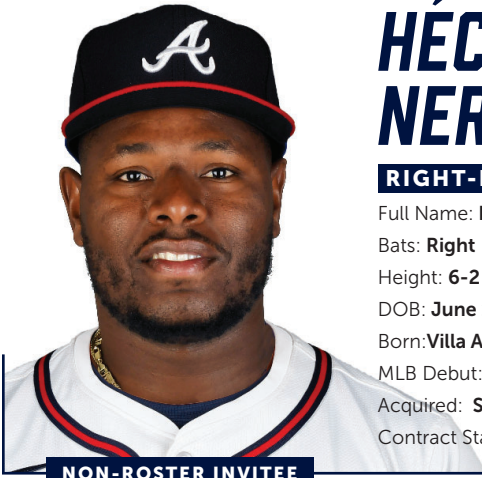 HÉC
NER
RIGHT-
Full Name:
Bats: Right
Height: 6-2
DOB: June
Born:Villa A
MLB Debut:
Acquired: S
Contract Sta
NON-ROSTER INVITEE